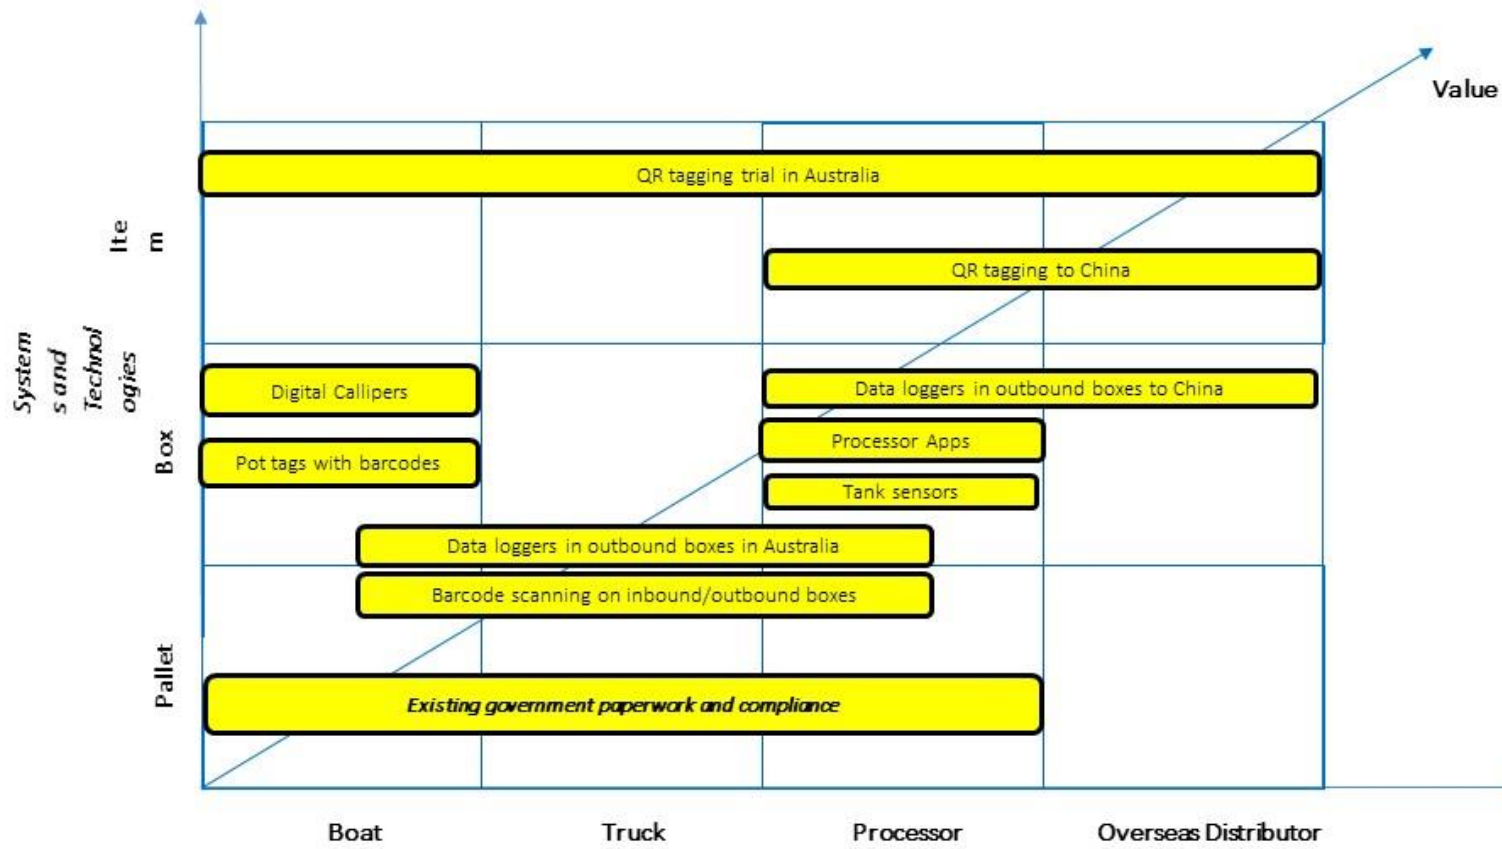 Value
QR tagging trial in Australia
Ite
m
QR tagging to China
System
s and
Technol
ogies
Digital Callipers
Data loggers in outbound boxes to China
Box
Processor Apps
Pot tags with barcodes
Tank sensors
Data loggers in outbound boxes in Australia
Barcode scanning on inbound/outbound boxes
Pallet
Existing government paperwork and compliance
Boat
Truck
Processor
Overseas Distributor